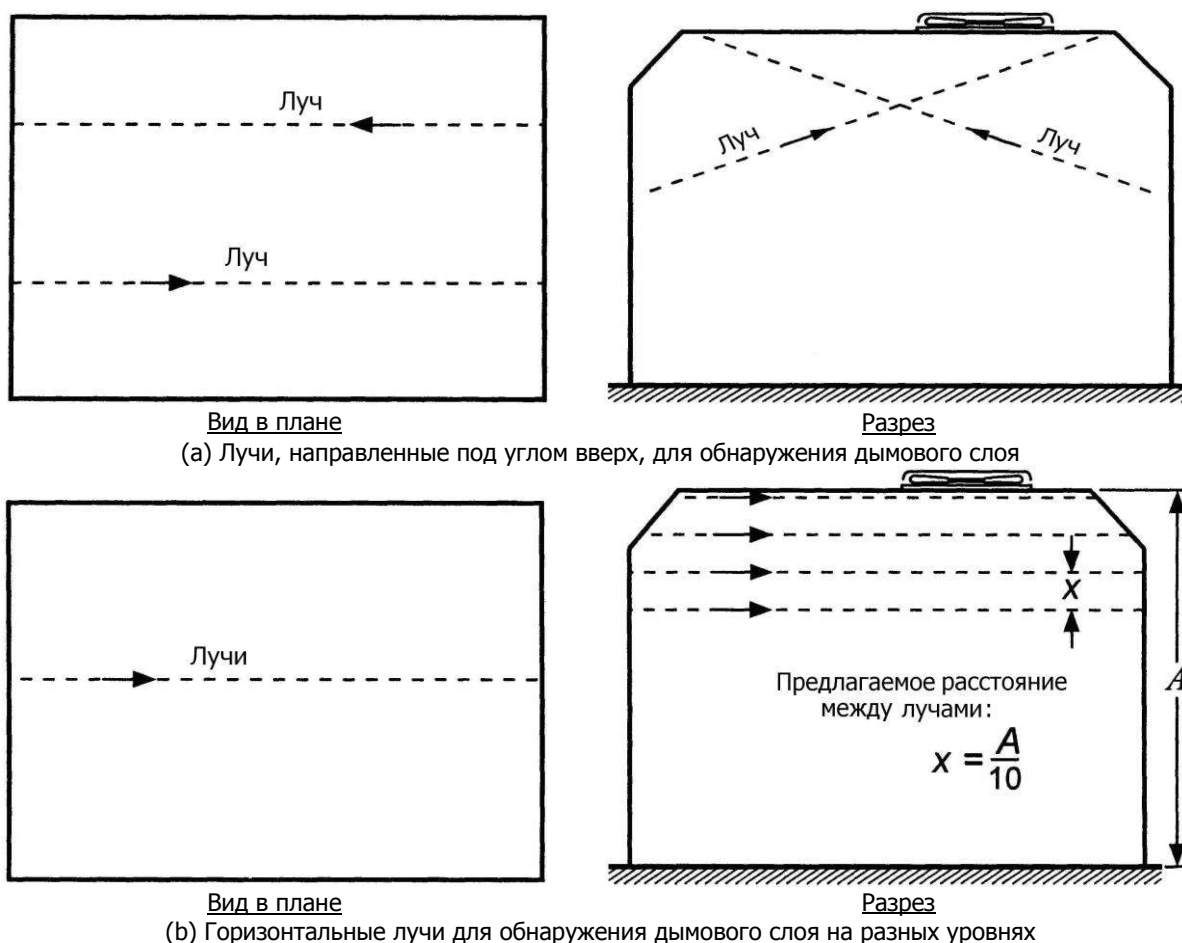 Луч
Луч
Луч
Луч
Вид в плане
Разрез
(а) Лучи, направленные под углом вверх, для обнаружения дымового слоя
Лучи
x
A
Предлагаемое расстояние
между лучами:
x = A/10
Вид в плане
Разрез
(b) Горизонтальные лучи для обнаружения дымового слоя на разных уровнях